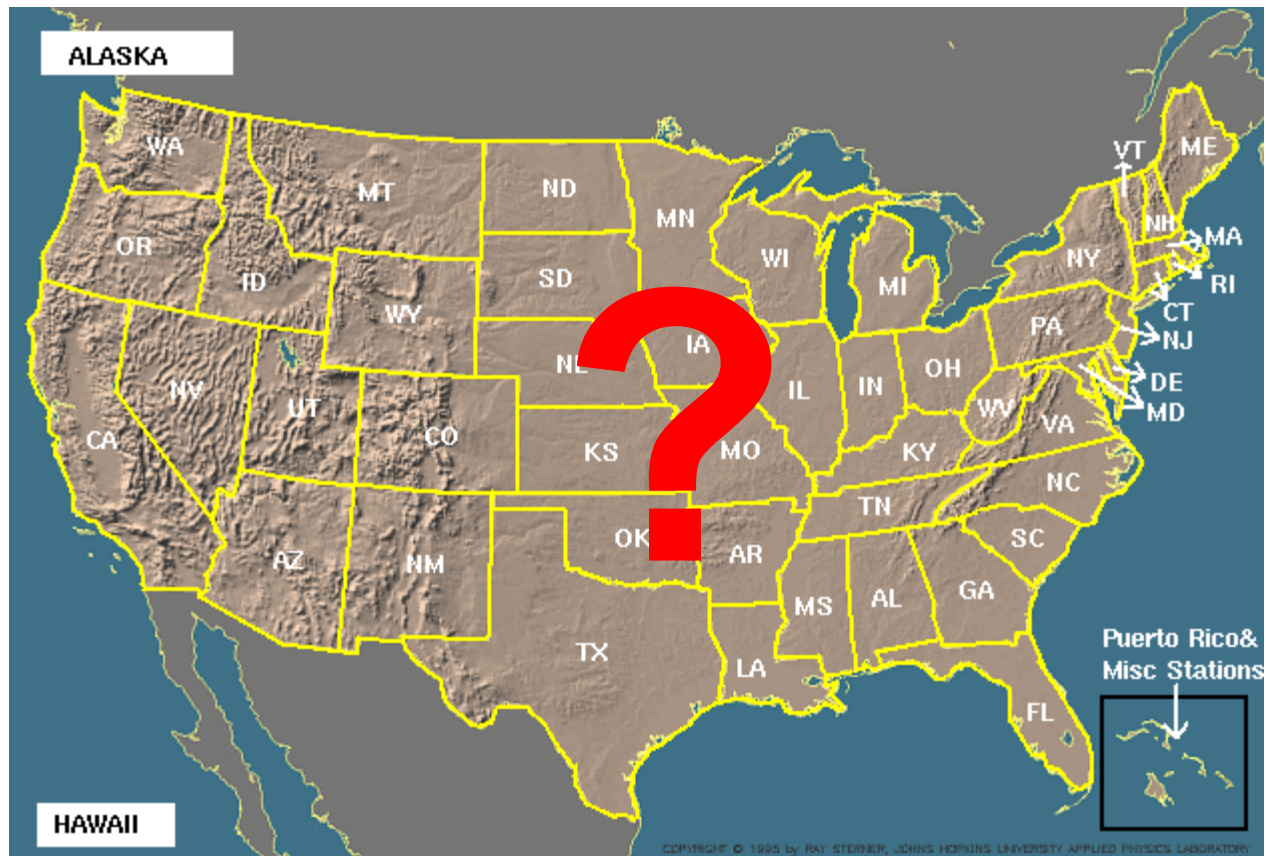 ALASKA
WA
MT
ND
MN
VT
ME
OR
ID
SD
WI
MI
NY
NH
MA
RI
WY
NE
IA
PA
CT
NJ
NV
UT
CO
IL
IN
OH
DE
MD
CA
KS
MO
WV
VA
KY
NC
AZ
NM
OK
AR
TN
SC
TX
LA
MS
AL
GA
FL
Puerto Rico&
Misc Stations
?
HAWAII
COPYRIGHT © 1995 by RAY STERNER, JOHNS HOPKINS UNIVERSITY APPLIED PHYSICS LABORATORY